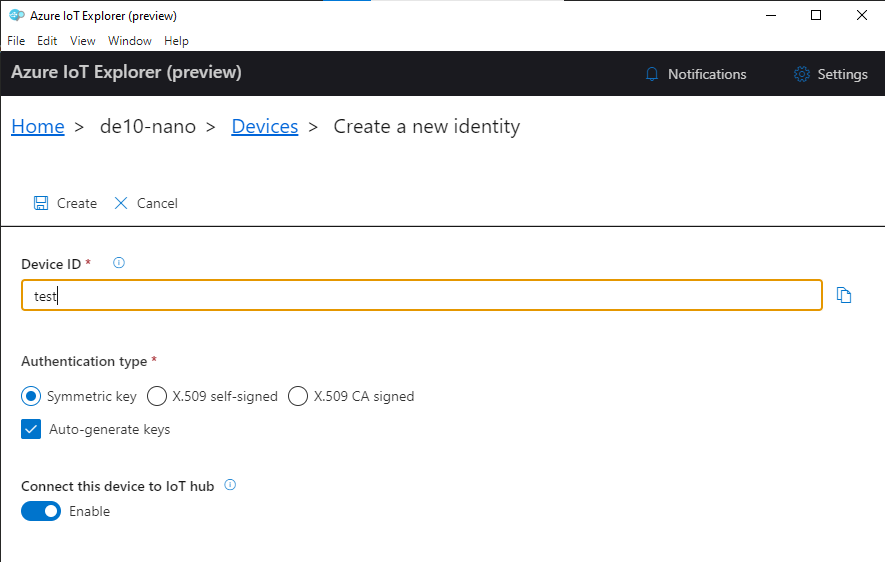 Azure IoT Explorer (preview)
File Edit View Window Help
Azure IoT Explorer (preview) Notifications Settings
Home > de10-nano > Devices > Create a new identity
Create Cancel
Device ID *
test
Authentication type *
Symmetric key X.509 self-signed X.509 CA signed
Auto-generate keys
Connect this device to IoT hub
Enable